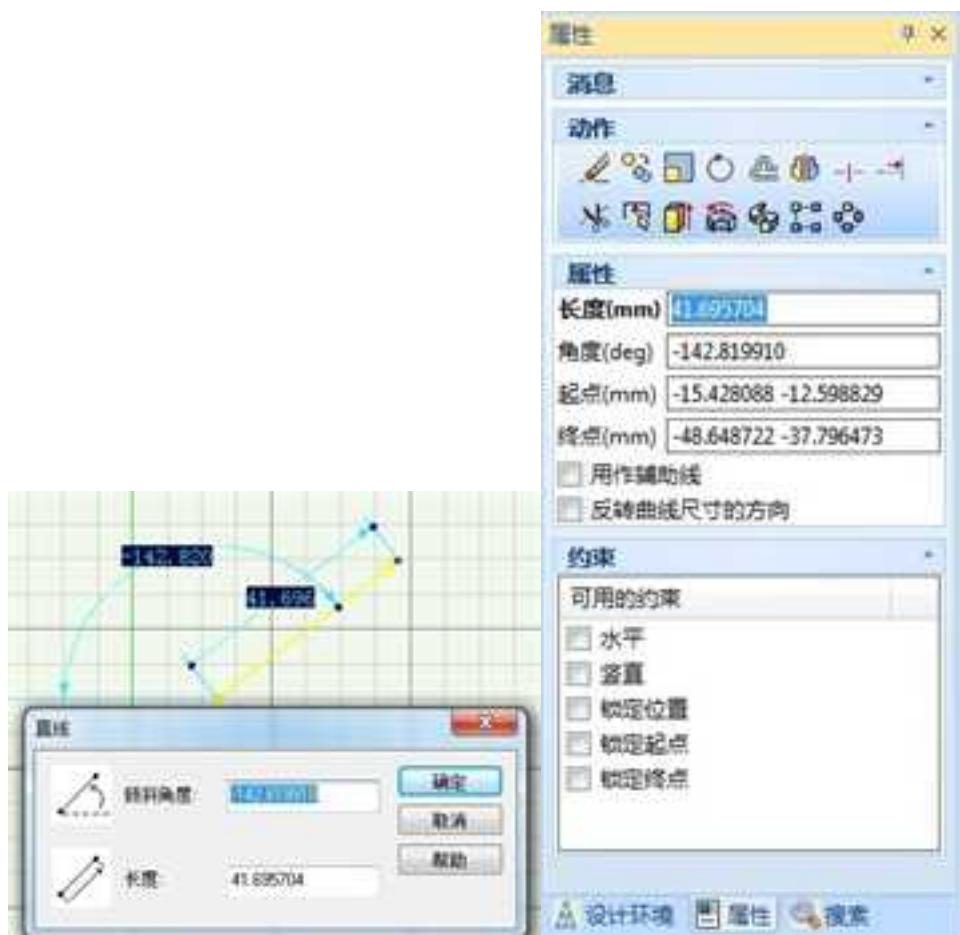 -142.820
41.696
直线
倾斜角度
确定
取消
长度
41.695704
帮助
属性
消息
动作
属性
长度(mm) 41.695704
角度(deg) -142.819910
起点(mm) -15.428088 -12.598829
终点(mm) -48.648722 -37.796473
用作辅助线
反转曲线尺寸的方向
约束
可用的约束
水平
竖直
锁定位置
锁定起点
锁定终点
设计环境 属性 搜索